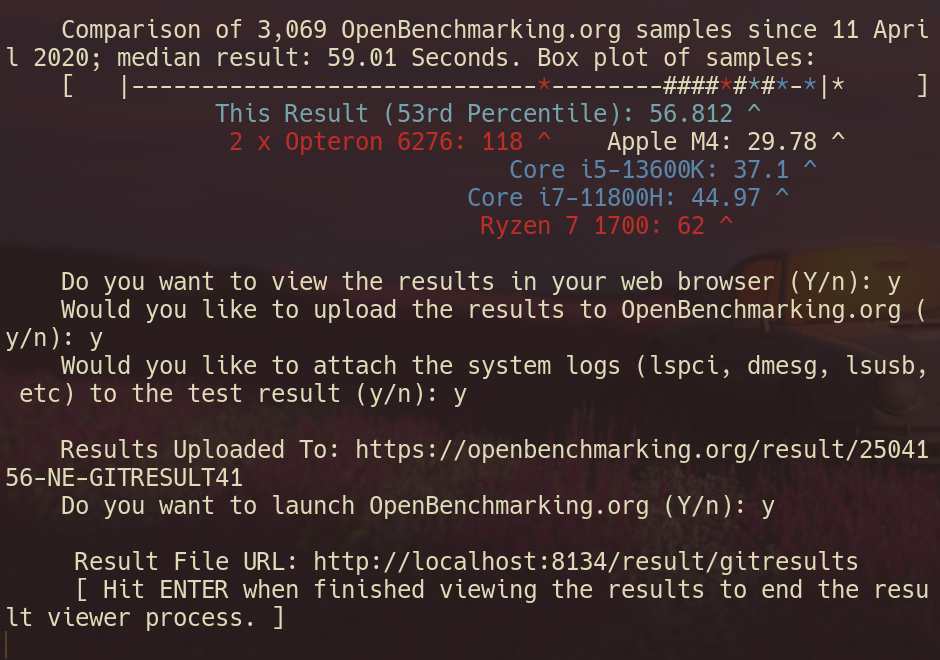 Comparison of 3,069 OpenBenchmarking.org samples since 11 Apri
l 2020; median result: 59.01 Seconds. Box plot of samples:
[   |-----------------------------*--------####*#*#*-*|*     ]
This Result (53rd Percentile): 56.812 ^
2 x Opteron 6276: 118 ^    Apple M4: 29.78 ^
Core i5-13600K: 37.1 ^
Core i7-11800H: 44.97 ^
Ryzen 7 1700: 62 ^
Do you want to view the results in your web browser (Y/n): y
Would you like to upload the results to OpenBenchmarking.org (
y/n): y
Would you like to attach the system logs (lspci, dmesg, lsusb,
etc) to the test result (y/n): y
Results Uploaded To: https://openbenchmarking.org/result/25041
56-NE-GITRESULT41
Do you want to launch OpenBenchmarking.org (Y/n): y
Result File URL: http://localhost:8134/result/gitresults
[ Hit ENTER when finished viewing the results to end the resu
lt viewer process. ]